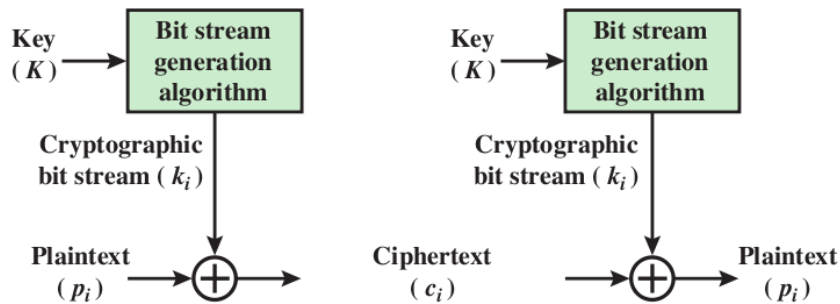 Key
( K )
Bit stream
generation
algorithm
Cryptographic
bit stream ( kᵢ )
Plaintext
( pᵢ )
Ciphertext
( cᵢ )
Key
( K )
Bit stream
generation
algorithm
Cryptographic
bit stream ( kᵢ )
Plaintext
( pᵢ )